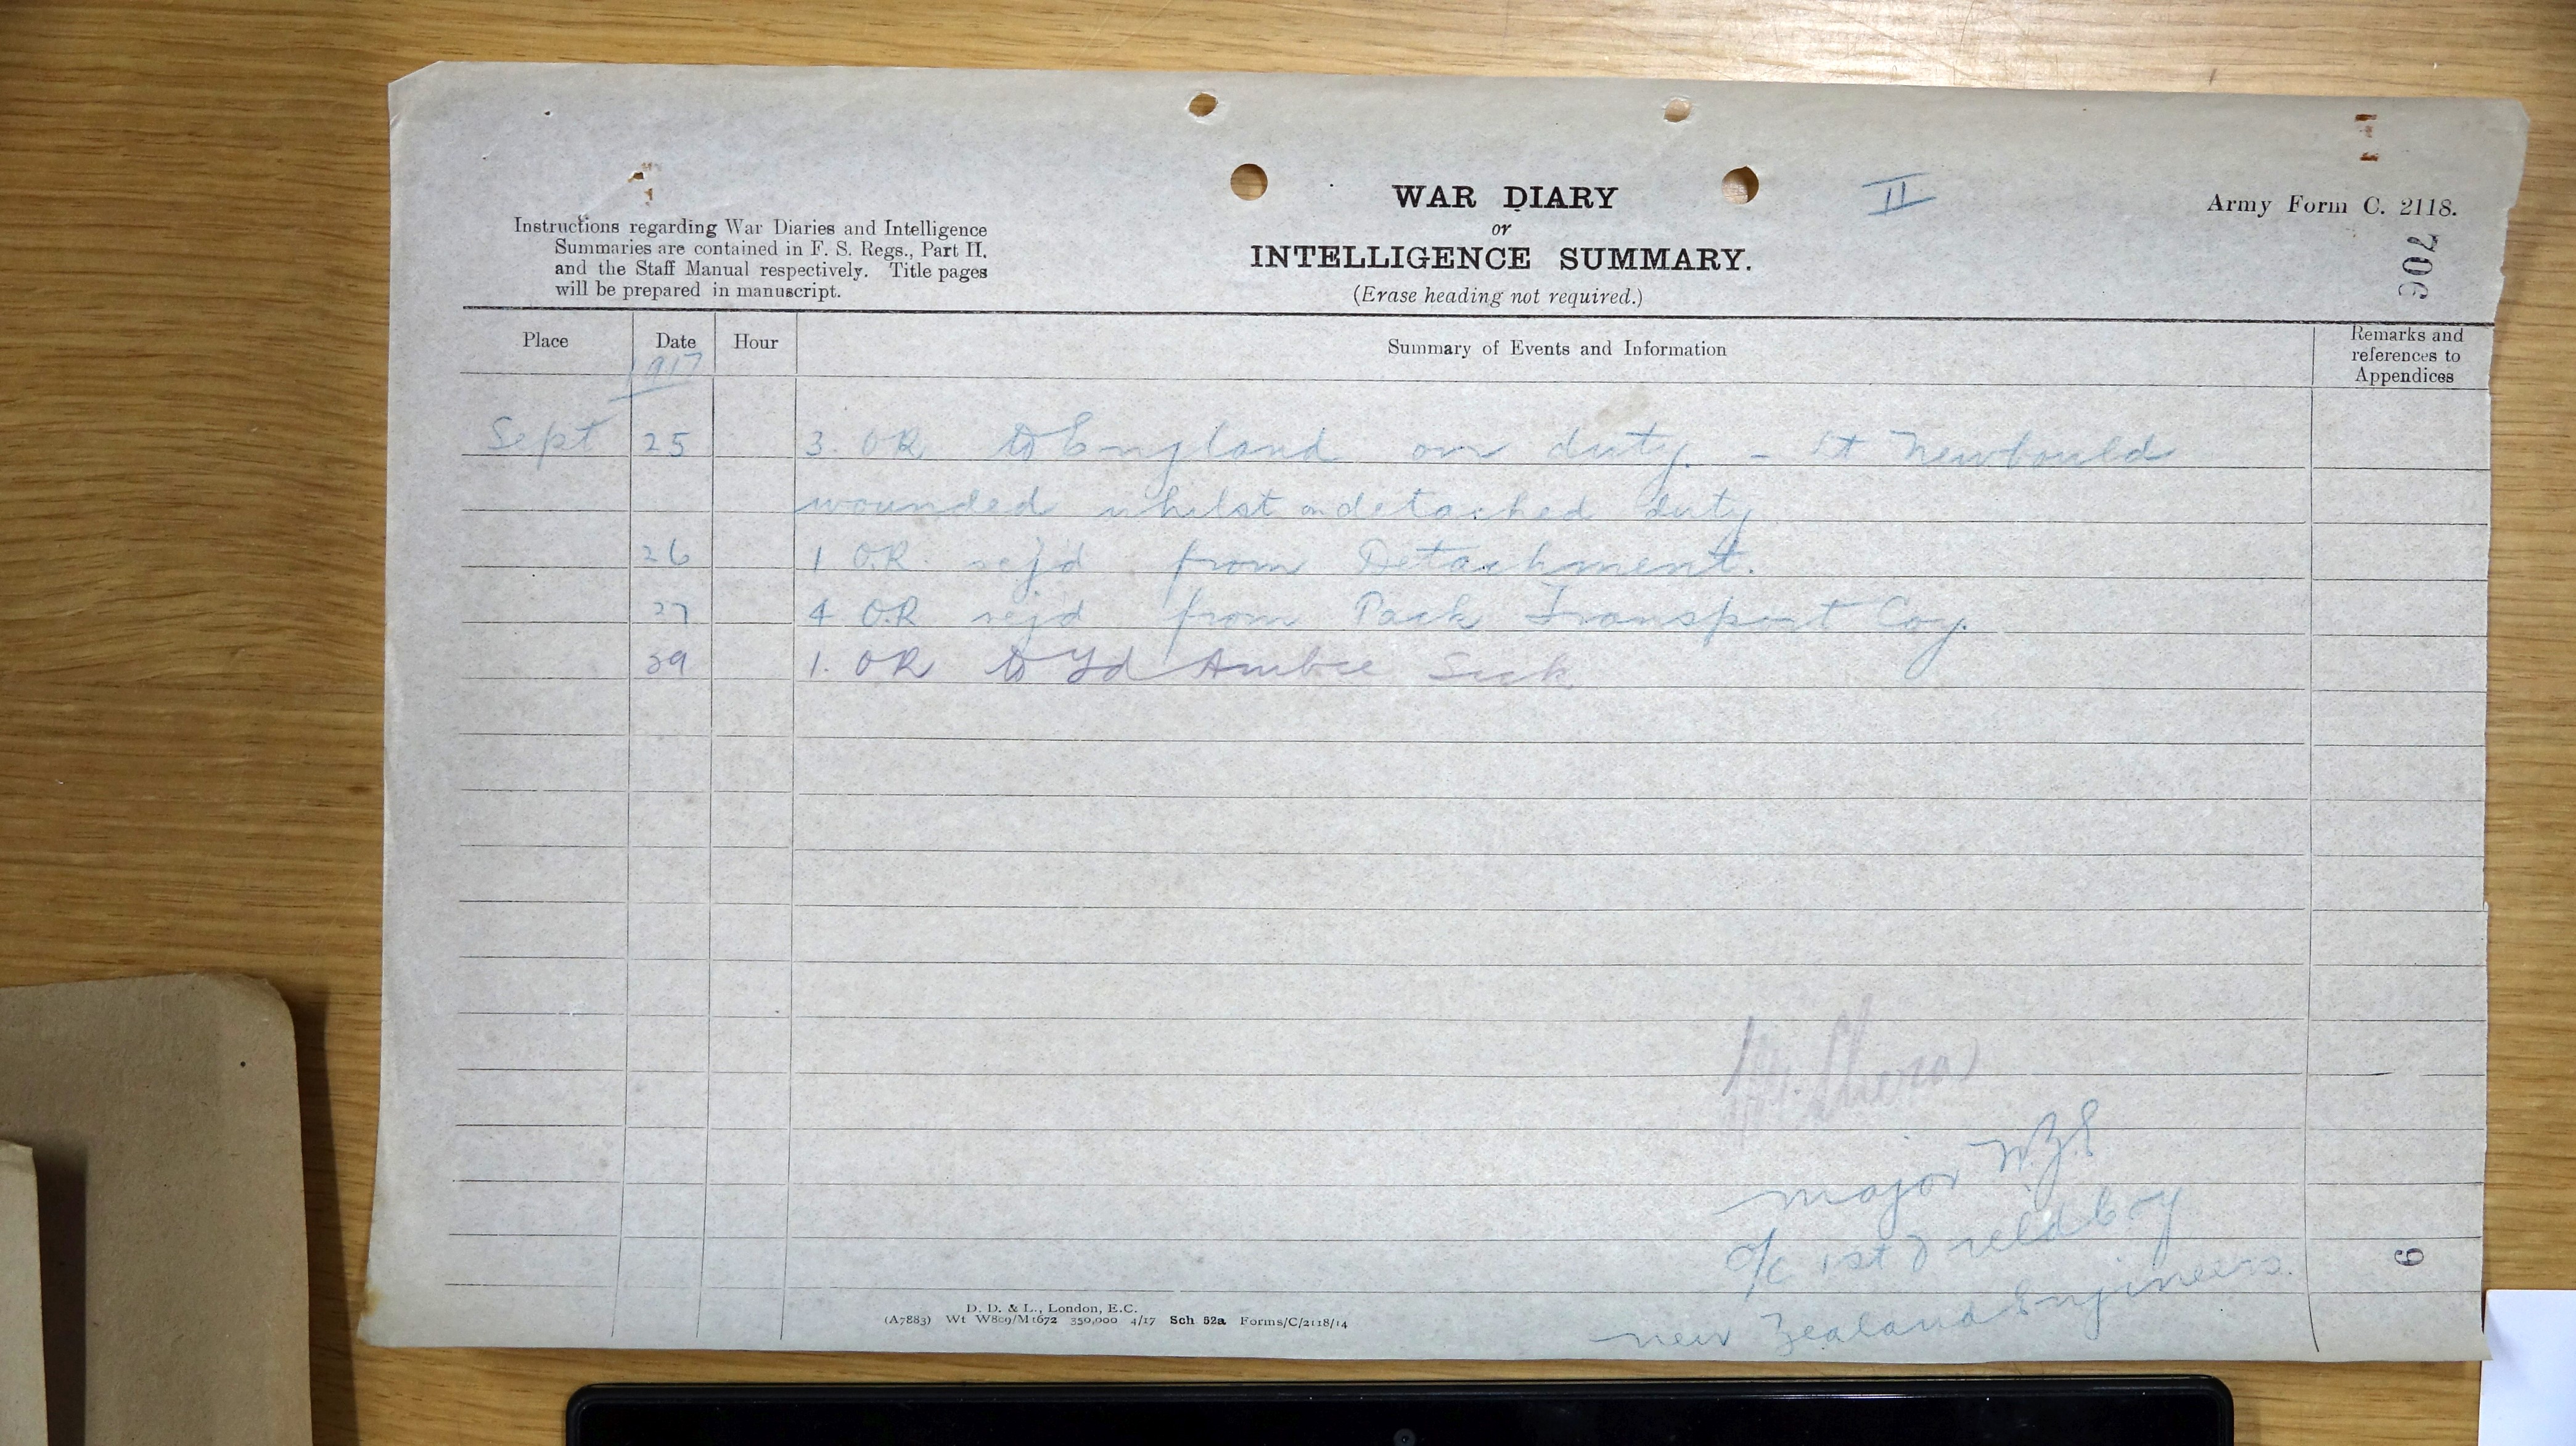 WAR DIARY
or
INTELLIGENCE SUMMARY.
(Erase heading not required.)
II
Army Form C. 2118.
706
Instructions regarding War Diaries and Intelligence
Summaries are contained in F. S. Regs., Part II.
and the Staff Manual respectively. Title pages
will be prepared in manuscript.
Place Date Hour Summary of Events and Information Remarks and
references to
Appendices
1917
Sept 25 3. OR to England on duty. - Lt Newbould
wounded whilst on detached duty
26 1 O.R. rejd from Detachment.
27 4 O.R rejd from Pack Transport Coy.
29 1. OR to Fd Ambce Sick
Shera
Major N.Z.E
O/C 1st Field Coy
New Zealand Engineers.
6
D. D. & L., London, E.C.
(A7883) Wt W809/M1672 350,000 4/17 Sch 52a Forms/C/2118/14